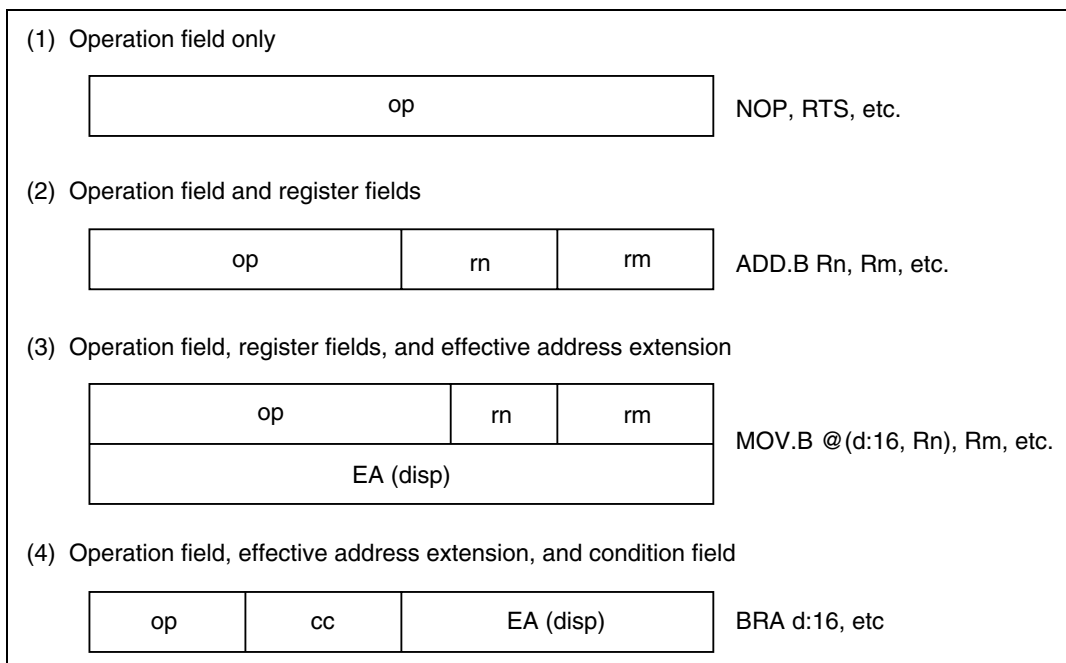 (1) Operation field only
op
NOP, RTS, etc.
(2) Operation field and register fields
op rn rm
ADD.B Rn, Rm, etc.
(3) Operation field, register fields, and effective address extension
op rn rm
EA (disp)
MOV.B @(d:16, Rn), Rm, etc.
(4) Operation field, effective address extension, and condition field
op cc EA (disp)
BRA d:16, etc